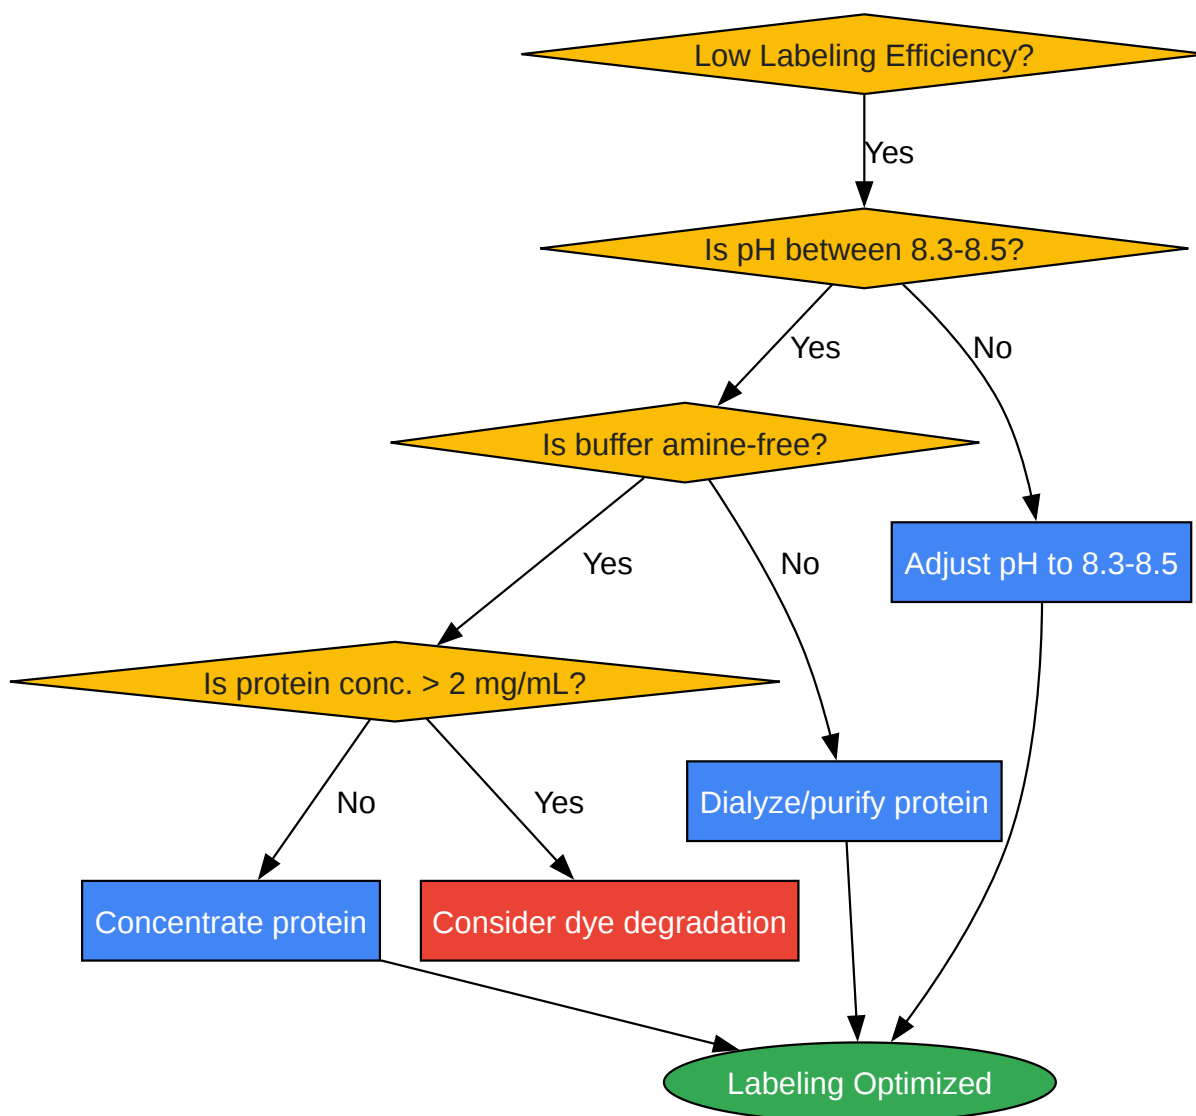 Low Labeling Efficiency?
Yes
Is pH between 8.3-8.5?
Yes
No
Is buffer amine-free?
Yes
No
Adjust pH to 8.3-8.5
Is protein conc. > 2 mg/mL?
No
Yes
Dialyze/purify protein
Concentrate protein
Consider dye degradation
Labeling Optimized